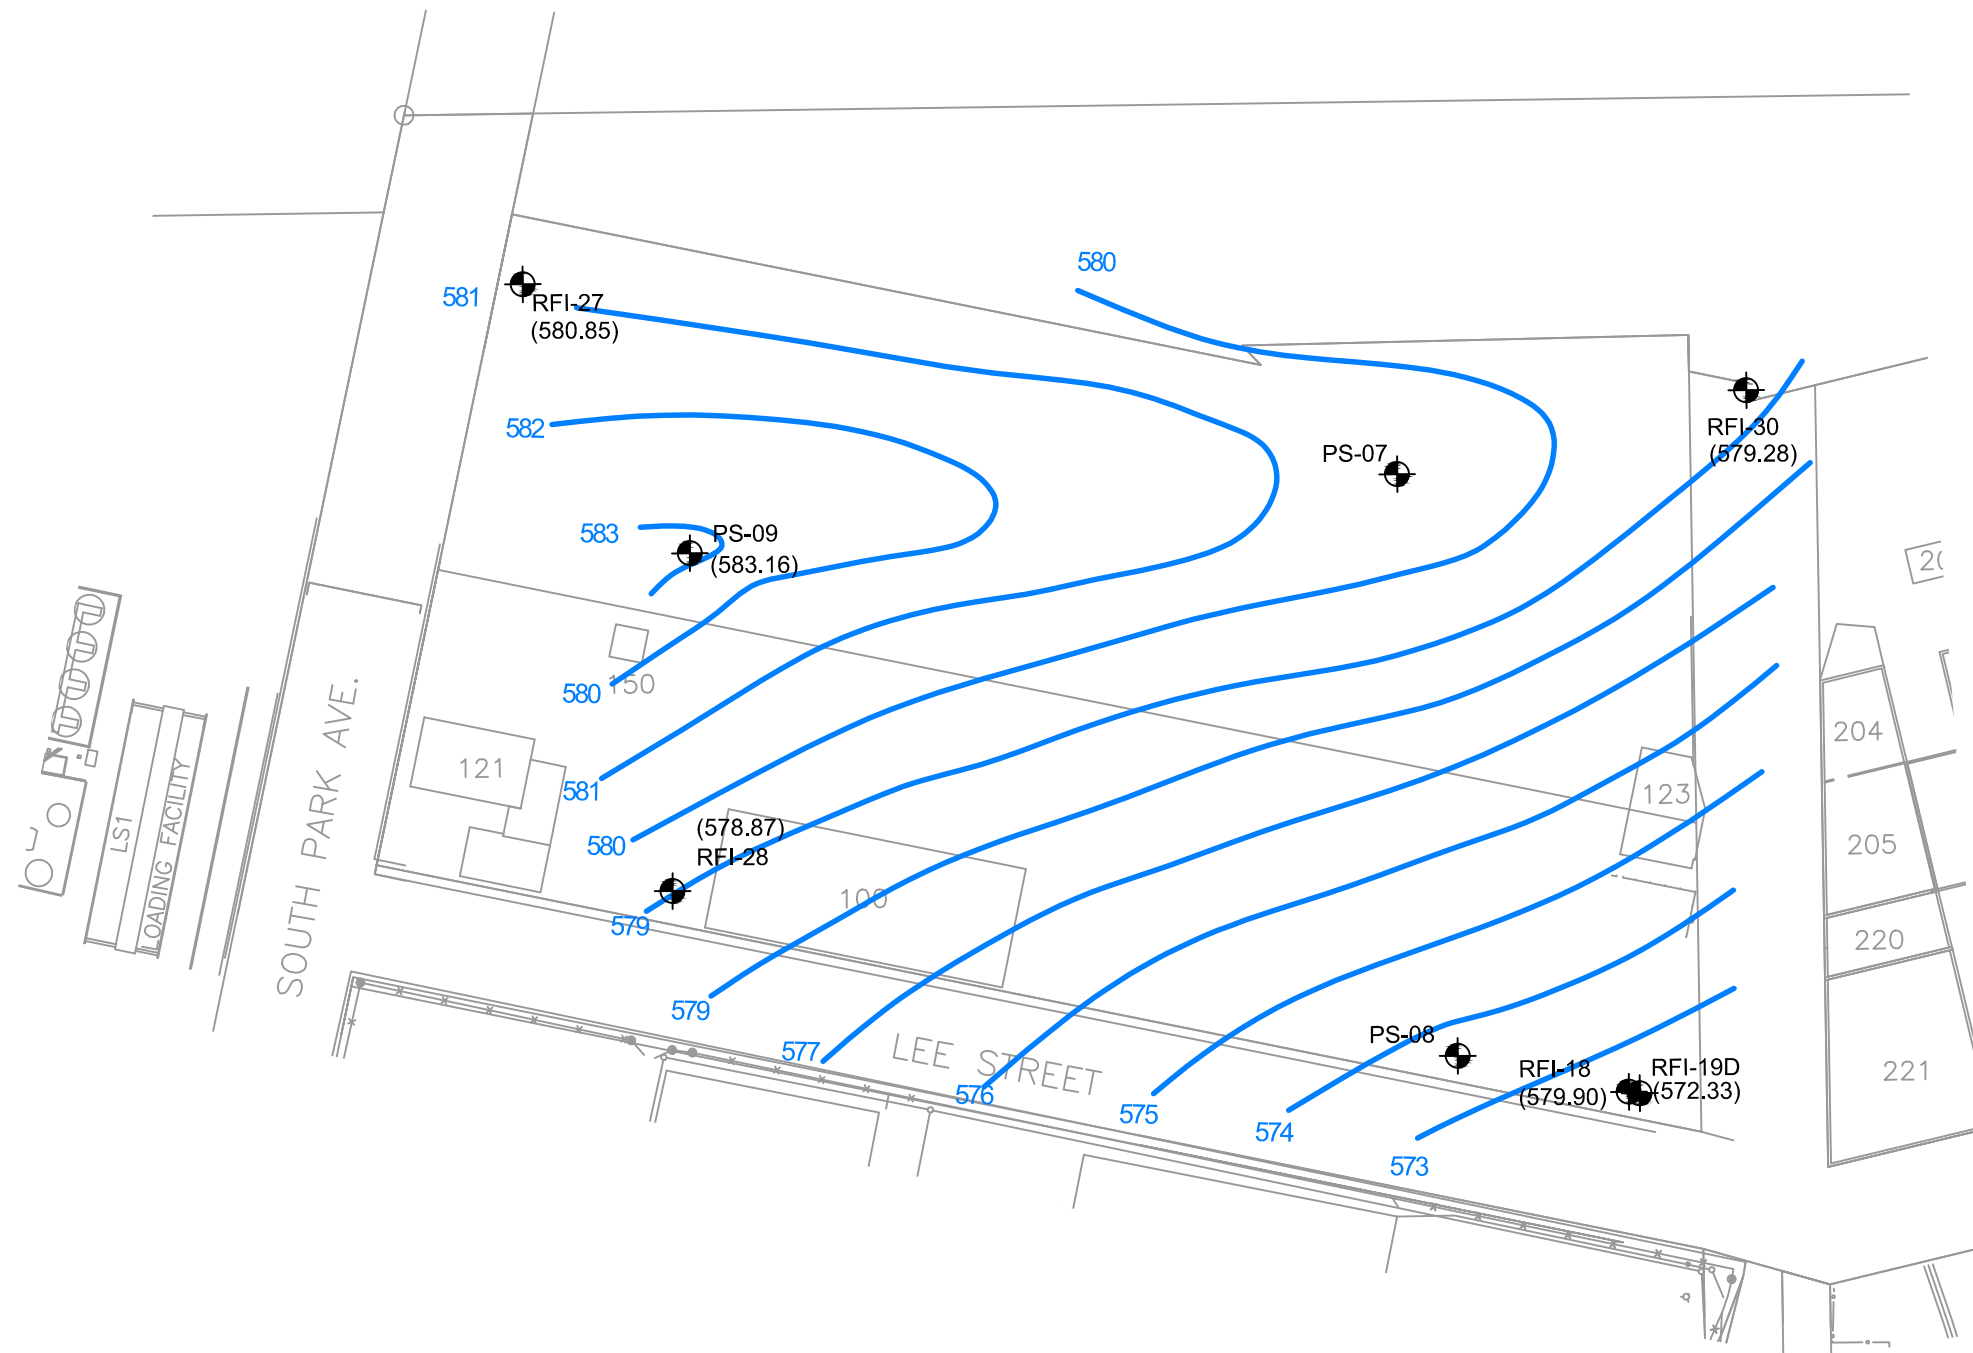 580
581
RFI-27
(580.85)
582
583
PS-09
(583.16)
PS-07
RFI-30
(579.28)
580
150
581
121
580
(578.87)
RFI-28
579
100
579
577
576
575
574
573
LEE STREET
SOUTH PARK AVE.
LS1
LOADING FACILITY
PS-08
RFI-18
(579.90)
RFI-19D
(572.33)
123
204
205
220
221